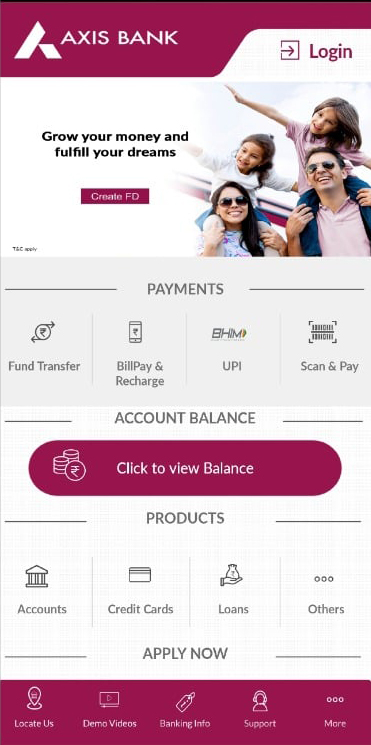 AXIS BANK
Login
Grow your money and
fulfill your dreams
Create FD
T&C apply
PAYMENTS
Fund Transfer
BillPay &
Recharge
BHIM
UPI
Scan & Pay
ACCOUNT BALANCE
Click to view Balance
PRODUCTS
Accounts
Credit Cards
Loans
Others
APPLY NOW
Locate Us
Demo Videos
Banking Info
Support
More